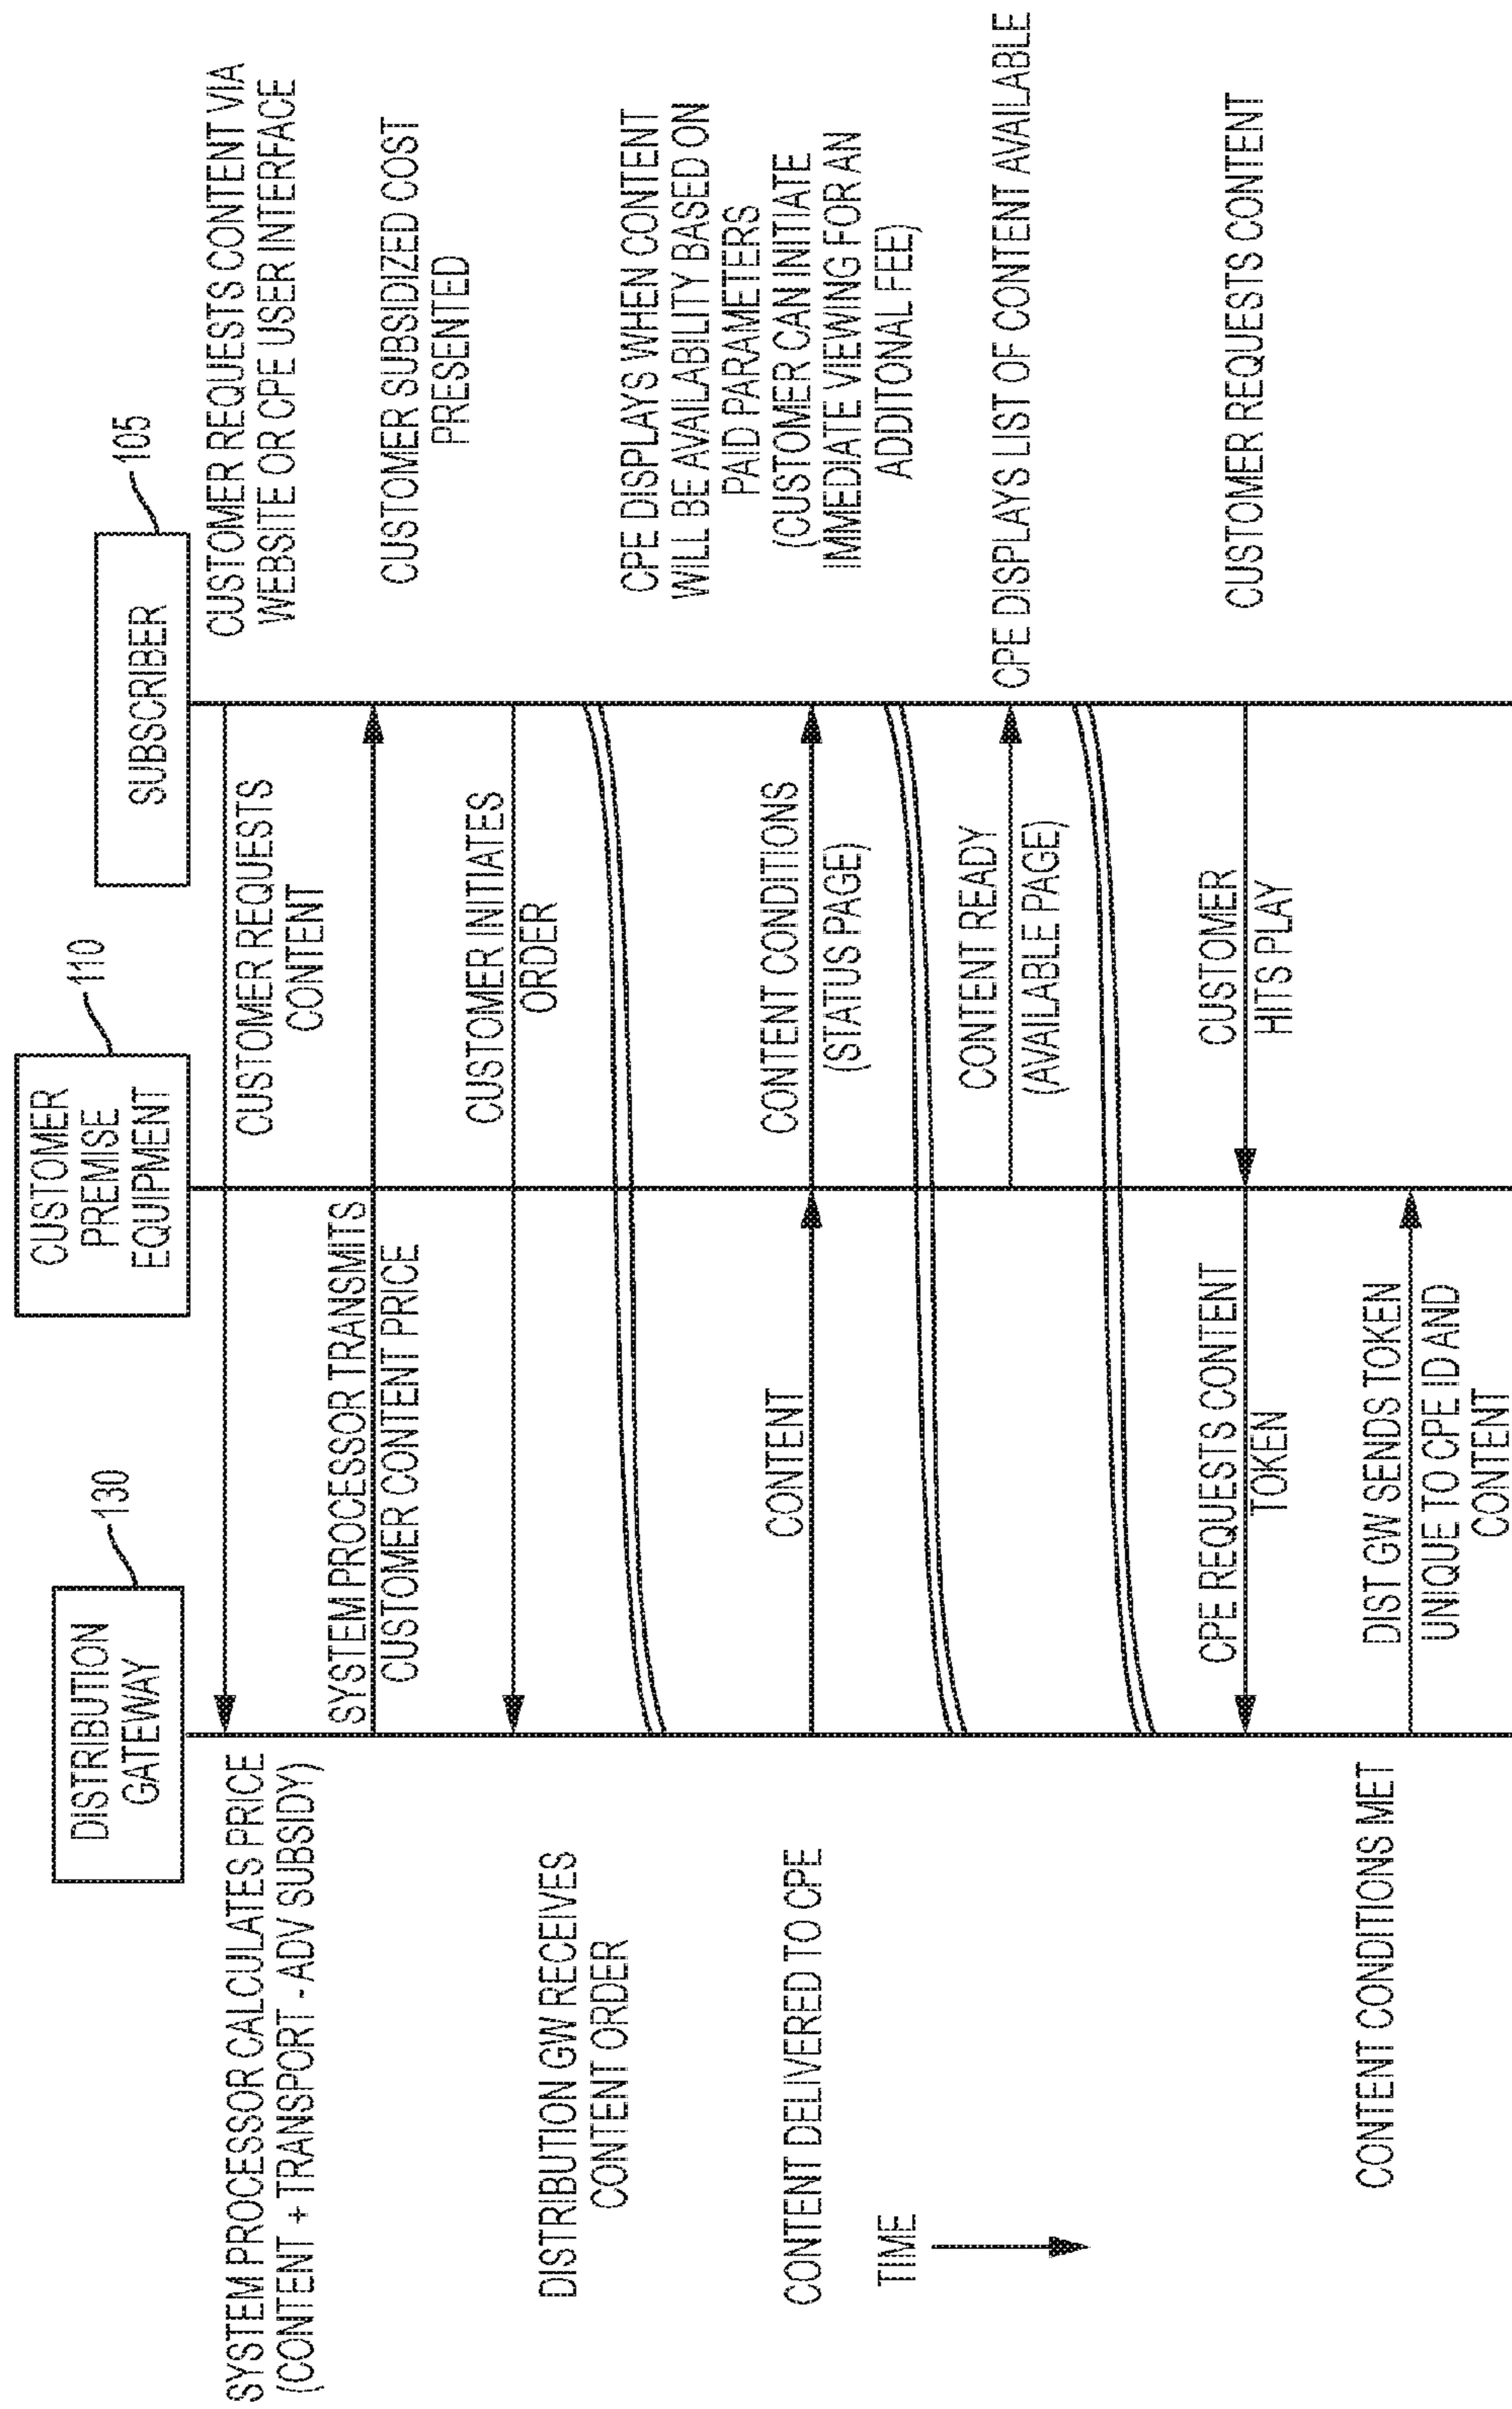 DISTRIBUTION
GATEWAY
130
CUSTOMER
PREMISE
EQUIPMENT
110
SUBSCRIBER
105
SYSTEM PROCESSOR CALCULATES PRICE
(CONTENT + TRANSPORT - ADV SUBSIDY)
CUSTOMER REQUESTS
CONTENT
CUSTOMER REQUESTS CONTENT VIA
WEBSITE OR CPE USER INTERFACE
SYSTEM PROCESSOR TRANSMITS
CUSTOMER CONTENT PRICE
CUSTOMER SUBSIDIZED COST
PRESENTED
CUSTOMER INITIATES
ORDER
DISTRIBUTION GW RECEIVES
CONTENT ORDER
CPE DISPLAYS WHEN CONTENT
WILL BE AVAILABILITY BASED ON
PAID PARAMETERS
(CUSTOMER CAN INITIATE
IMMEDIATE VIEWING FOR AN
ADDITONAL FEE)
CONTENT DELIVERED TO CPE
CONTENT
CONTENT CONDITIONS
(STATUS PAGE)
TIME
CONTENT READY
(AVAILABLE PAGE)
CPE DISPLAYS LIST OF CONTENT AVAILABLE
CPE REQUESTS CONTENT
TOKEN
CUSTOMER
HITS PLAY
CUSTOMER REQUESTS CONTENT
CONTENT CONDITIONS MET
DIST GW SENDS TOKEN
UNIQUE TO CPE ID AND
CONTENT